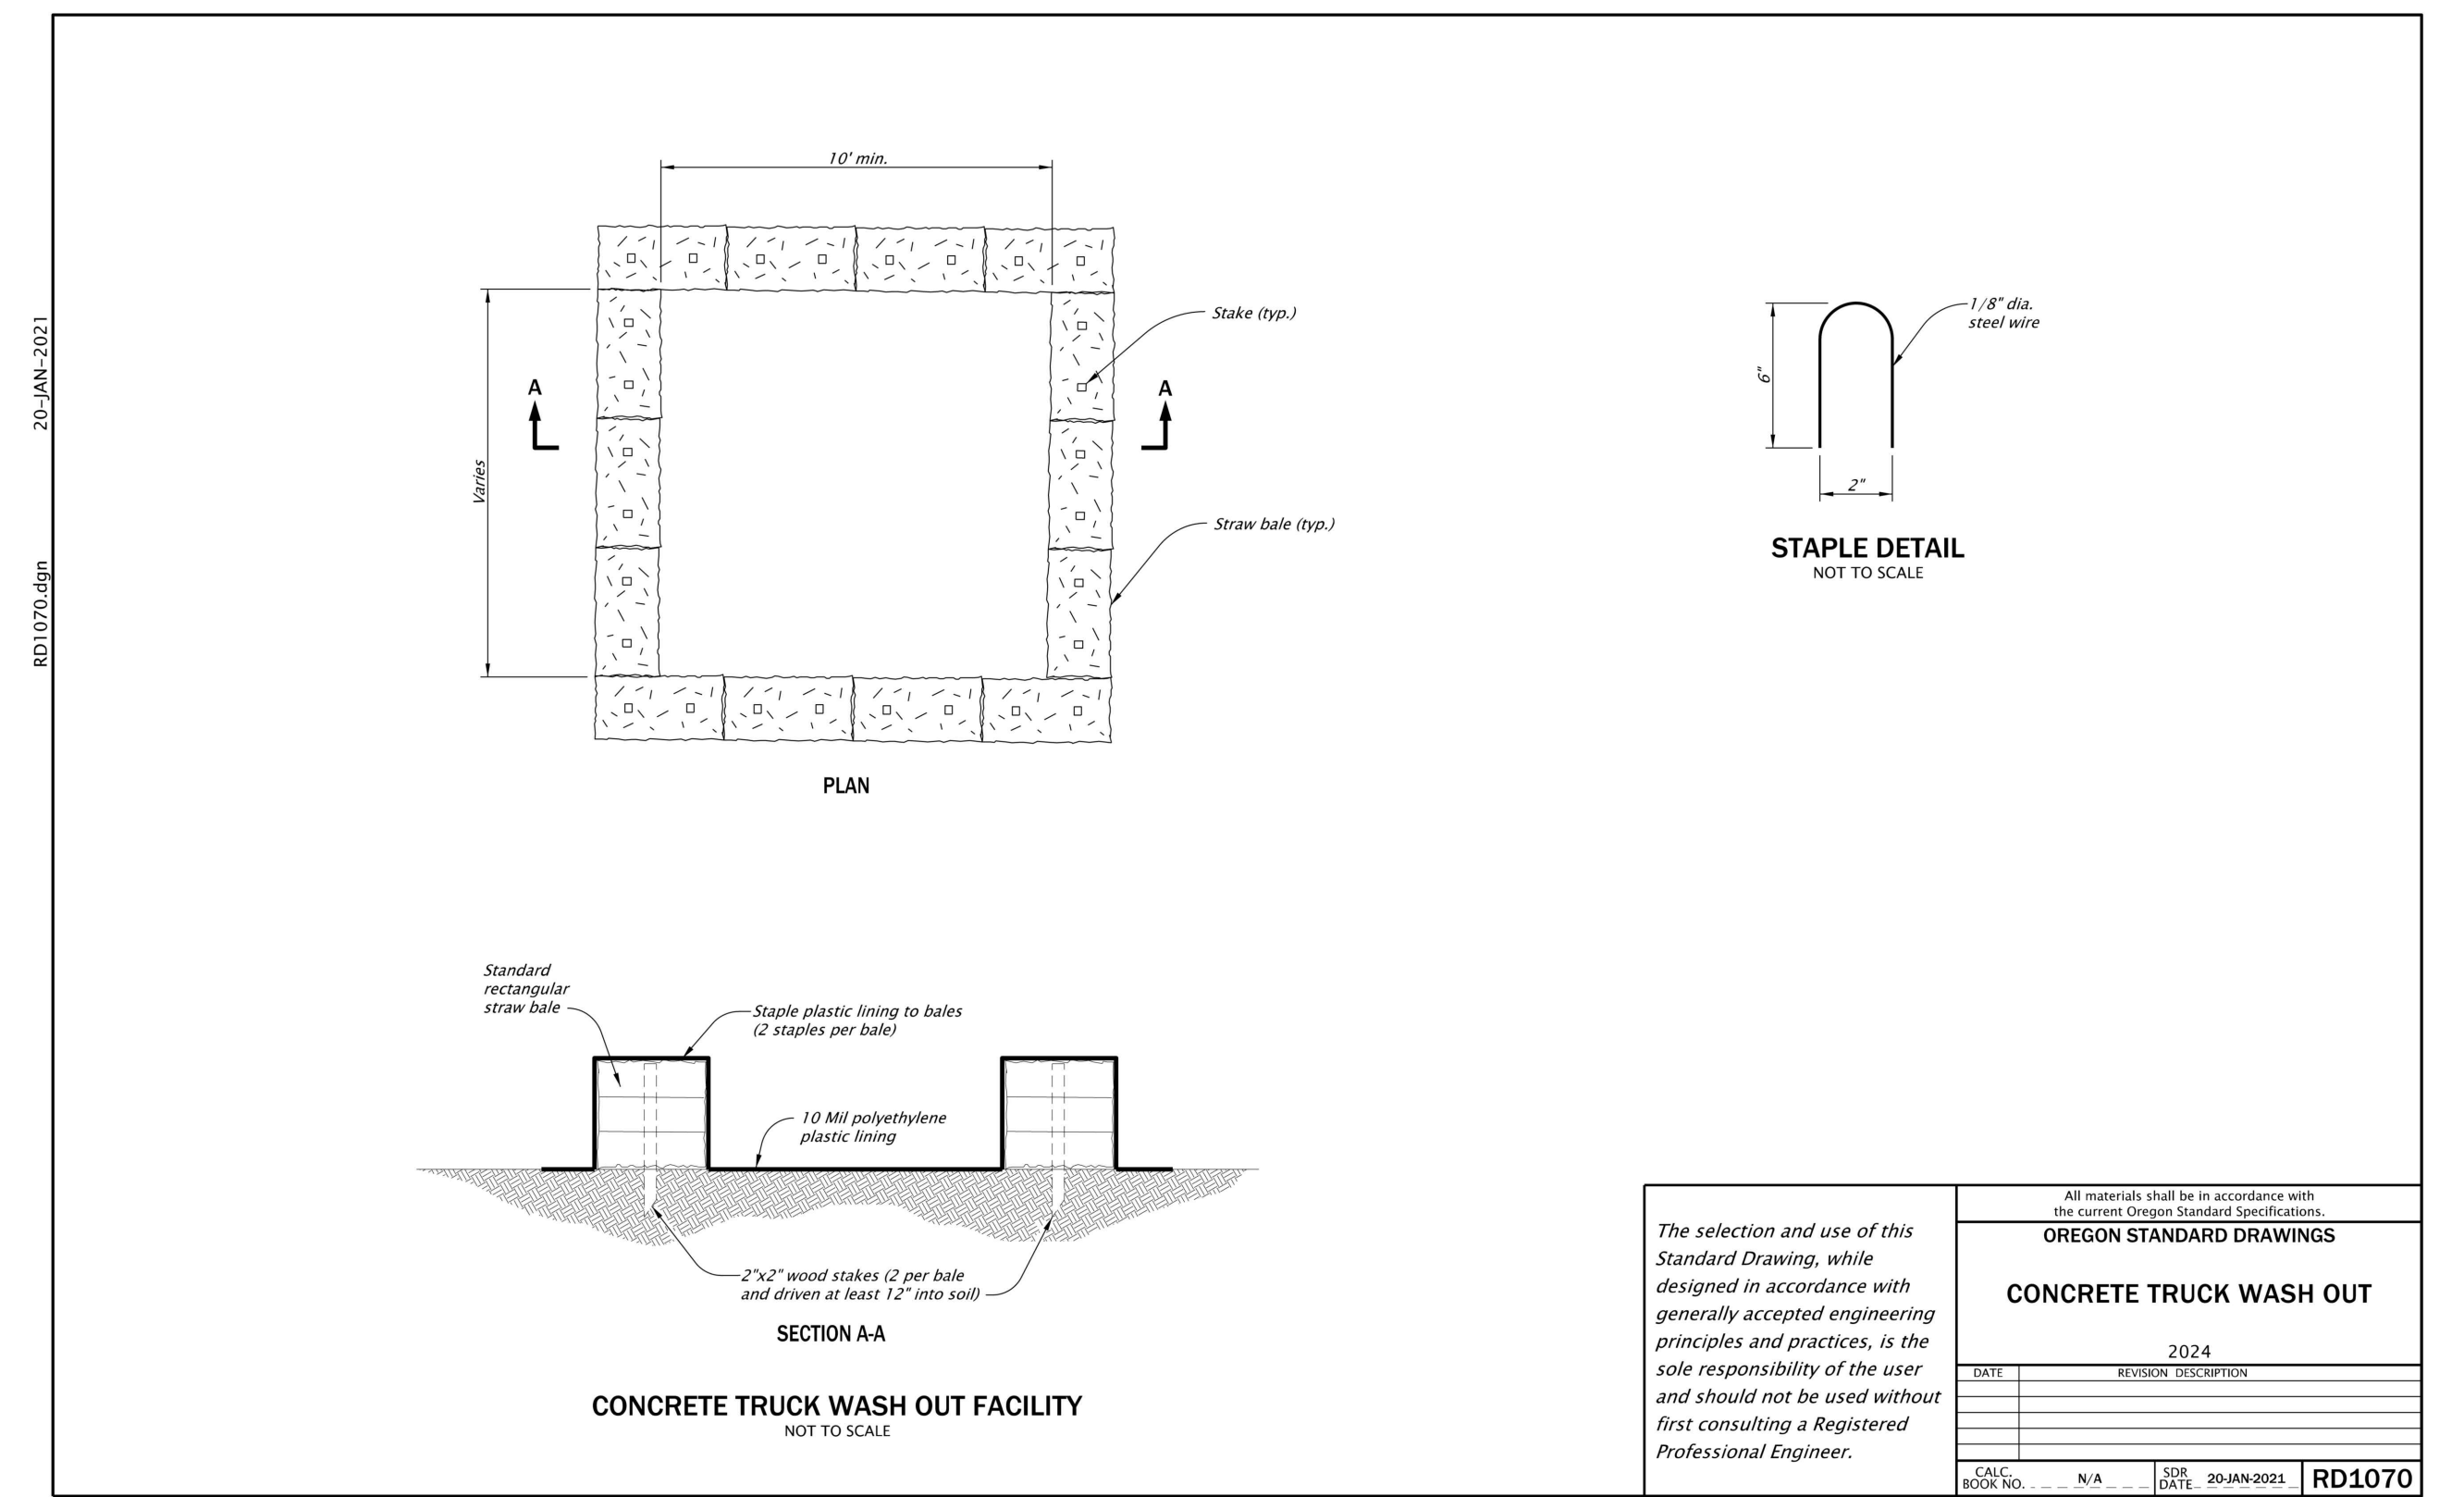 20-JAN-2021
RD1070.dgn
10' min.
Stake (typ.)
A
A
Varies
Straw bale (typ.)
PLAN
1/8" dia.
steel wire
6"
2"
STAPLE DETAIL
NOT TO SCALE
Standard
rectangular
straw bale
Staple plastic lining to bales
(2 staples per bale)
10 Mil polyethylene
plastic lining
2"x2" wood stakes (2 per bale
and driven at least 12" into soil)
SECTION A-A
CONCRETE TRUCK WASH OUT FACILITY
NOT TO SCALE
The selection and use of this
Standard Drawing, while
designed in accordance with
generally accepted engineering
principles and practices, is the
sole responsibility of the user
and should not be used without
first consulting a Registered
Professional Engineer.
All materials shall be in accordance with
the current Oregon Standard Specifications.
OREGON STANDARD DRAWINGS
CONCRETE TRUCK WASH OUT
2024
DATE REVISION DESCRIPTION
CALC.
BOOK NO. N/A
SDR
DATE 20-JAN-2021
RD1070